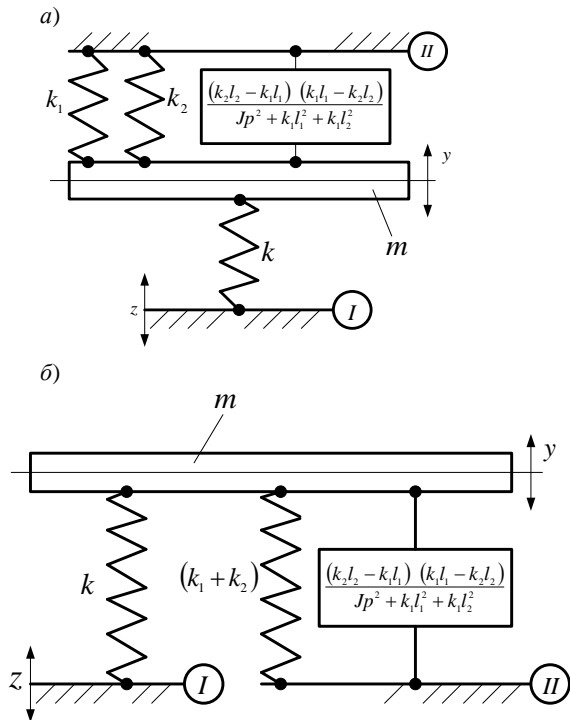 а)
II
k₁
k₂
(k₂l₂ − k₁l₁) (k₁l₁ − k₂l₂)
Jp² + k₁l₁² + k₁l₂²
y
k
m
z
I
б)
m
y
k
(k₁ + k₂)
(k₂l₂ − k₁l₁) (k₁l₁ − k₂l₂)
Jp² + k₁l₁² + k₁l₂²
z
I
II